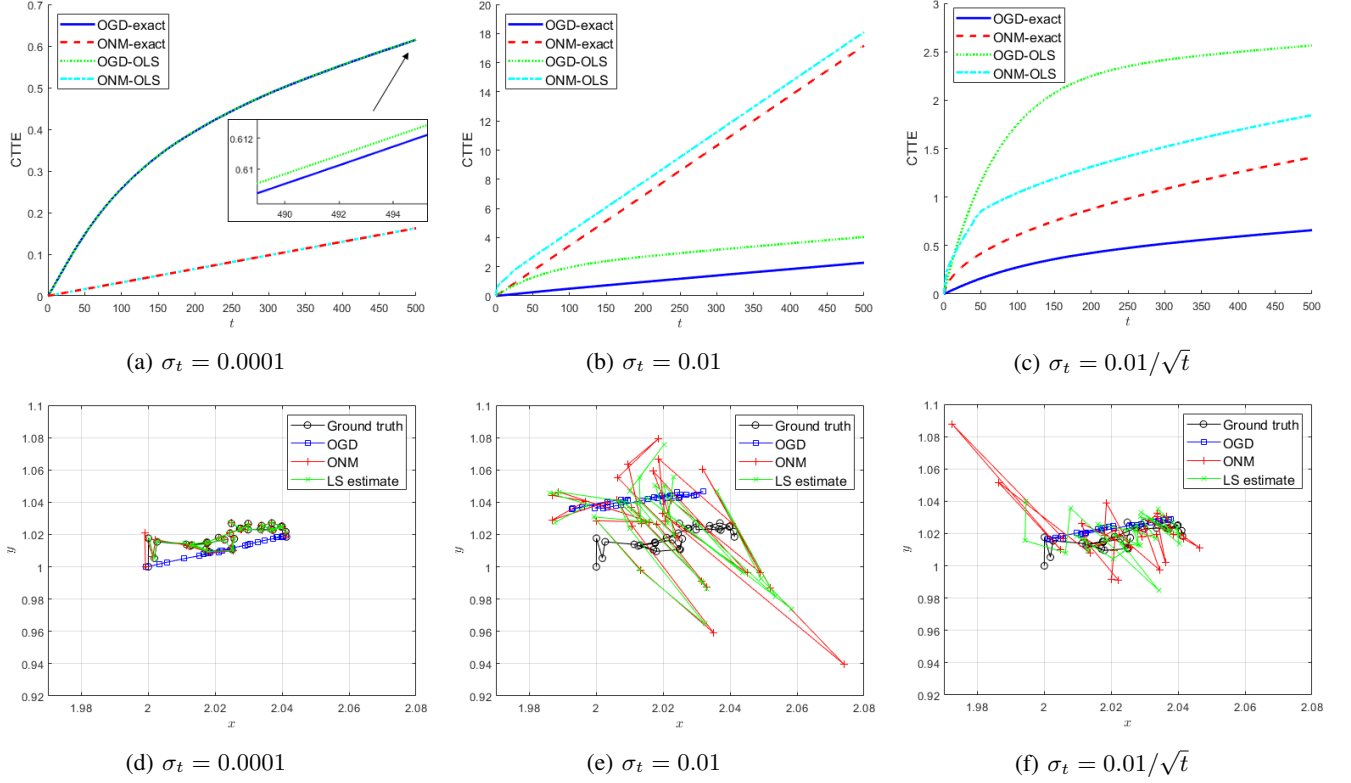 0.7
0.6
0.5
0.4
0.3
0.2
0.1
0
CTTE
OGD-exact
ONM-exact
OGD-OLS
ONM-OLS
0.612
0.61
490 492 494
0 50 100 150 200 250 300 350 400 450 500
t
(a) σ_t = 0.0001
20
18
16
14
12
10
8
6
4
2
0
CTTE
OGD-exact
ONM-exact
OGD-OLS
ONM-OLS
0 50 100 150 200 250 300 350 400 450 500
t
(b) σ_t = 0.01
3
2.5
2
1.5
1
0.5
0
CTTE
OGD-exact
ONM-exact
OGD-OLS
ONM-OLS
0 50 100 150 200 250 300 350 400 450 500
t
(c) σ_t = 0.01/√t
1.1
1.08
1.06
1.04
1.02
1
0.98
0.96
0.94
0.92
y
Ground truth
OGD
ONM
LS estimate
1.98 2 2.02 2.04 2.06 2.08
x
(d) σ_t = 0.0001
1.1
1.08
1.06
1.04
1.02
1
0.98
0.96
0.94
0.92
y
Ground truth
OGD
ONM
LS estimate
1.98 2 2.02 2.04 2.06 2.08
x
(e) σ_t = 0.01
1.1
1.08
1.06
1.04
1.02
1
0.98
0.96
0.94
0.92
y
Ground truth
OGD
ONM
LS estimate
1.98 2 2.02 2.04 2.06 2.08
x
(f) σ_t = 0.01/√t